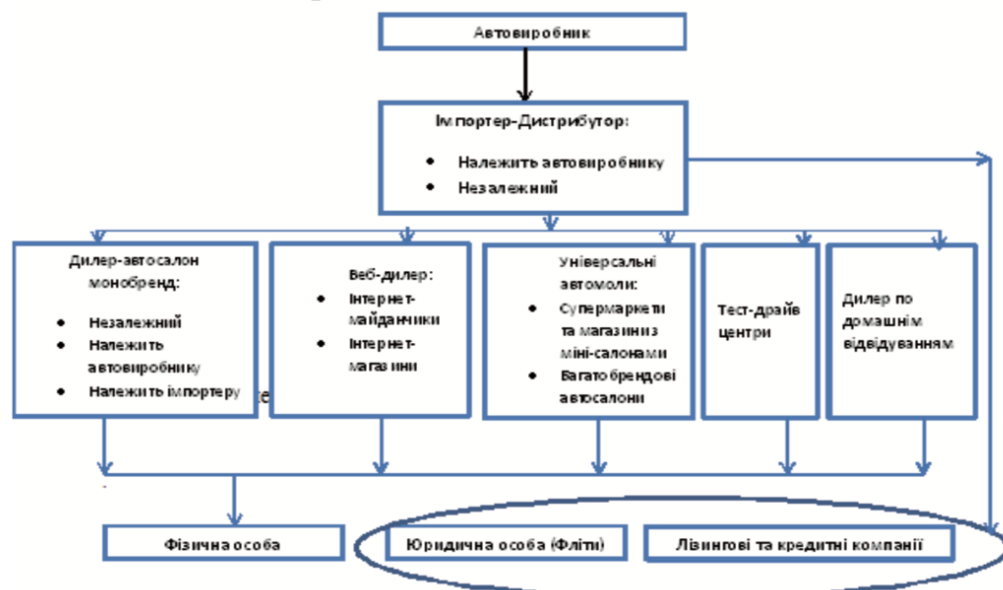 Автовиробник
Імпортер-Дистрибутор:
• Належить автовиробнику
• Незалежний
Дилер-автосалон
монобренд:
• Незалежний
• Належить
автовиробнику
• Належить імпортеру
Веб-дилер:
• Інтернет-
майданчики
• Інтернет-
магазини
Універсальні
автомоли:
• Супермаркети
та магазини з
міні-салонами
• Багатобрендові
автосалони
Тест-драйв
центри
Дилер по
домашнім
відвідуванням
Фізична особа
Юридична особа (Фліти)
Лізингові та кредитні компанії